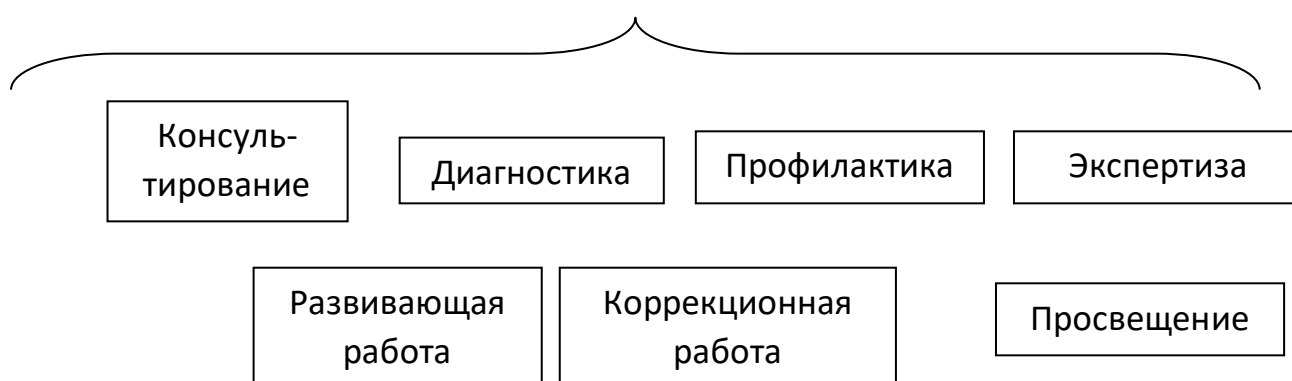 Консуль-
тирование
Диагностика
Профилактика
Экспертиза
Развивающая
работа
Коррекционная
работа
Просвещение